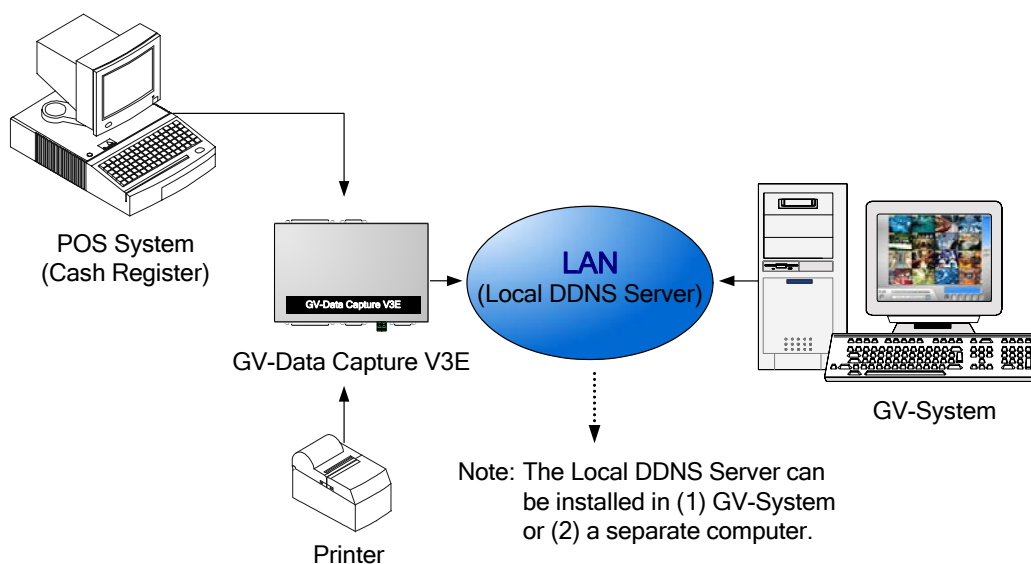 POS System
(Cash Register)
GV-Data Capture V3E
GV-Data Capture V3E
Printer
LAN
(Local DDNS Server)
Note: The Local DDNS Server can
be installed in (1) GV-System
or (2) a separate computer.
GV-System